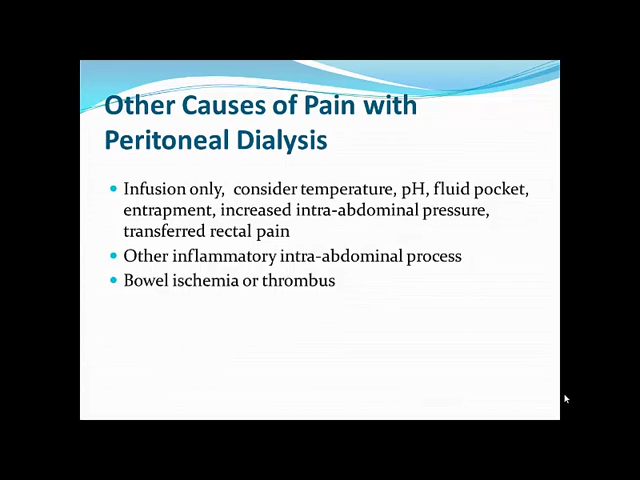 Other Causes of Pain with
Peritoneal Dialysis
Infusion only, consider temperature, pH, fluid pocket,
entrapment, increased intra-abdominal pressure,
transferred rectal pain
Other inflammatory intra-abdominal process
Bowel ischemia or thrombus